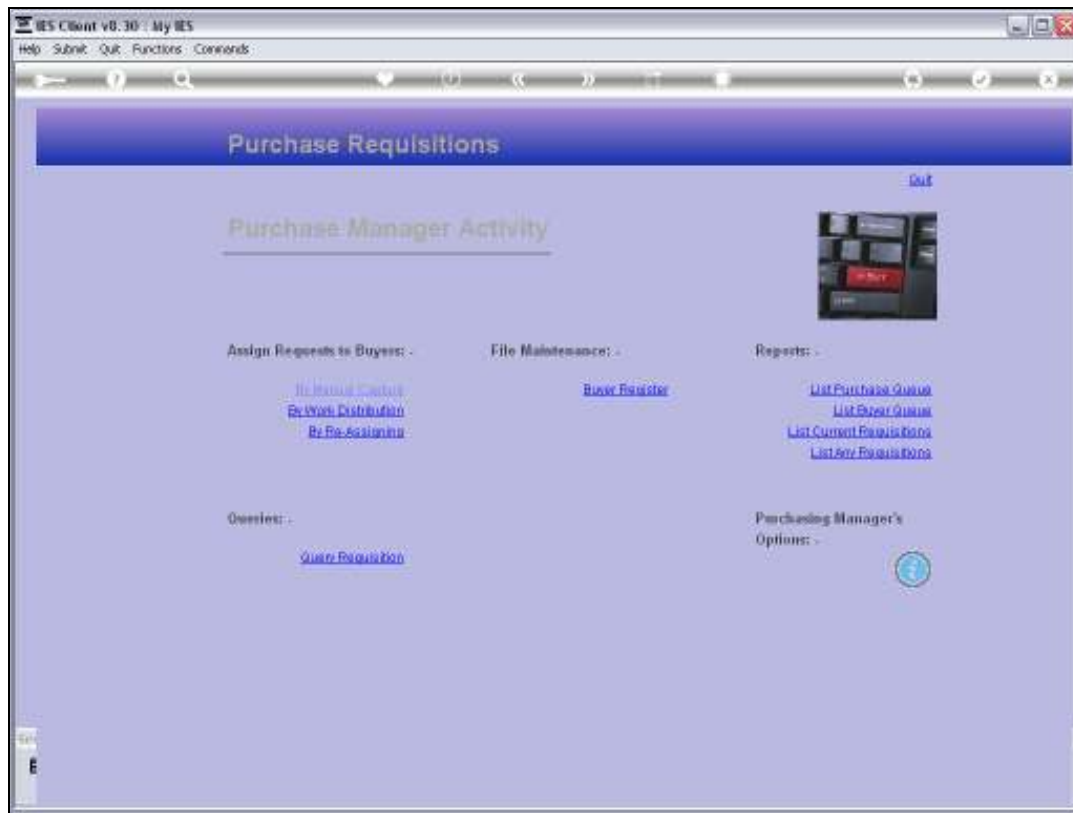 IES Client v8.30 : My IES
Help Submit Quit Functions Commands
Purchase Requisitions
Quit
Purchase Manager Activity
Assign Requests to Buyers: -
File Maintenance: -
Reports: -
By Manual Capture
Buyer Register
List Purchase Queue
By Work Distribution
List Buyer Queue
By Re-Assigning
List Current Requisitions
List Any Requisitions
Queries: -
Purchasing Manager's
Options: -
Query Requisition